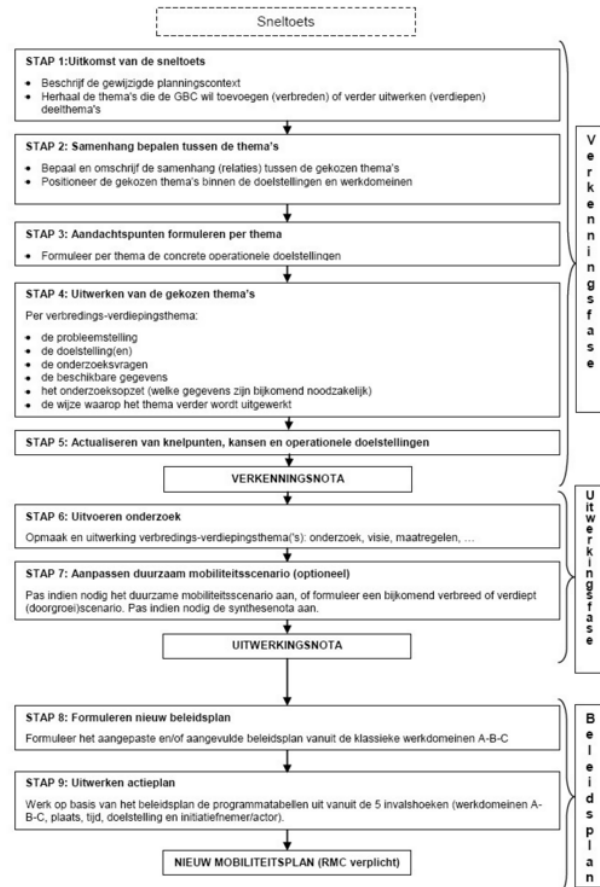 Sneltoets
STAP 1:Uitkomst van de sneltoets
• Beschrijf de gewijzigde planningscontext
• Herhaal de thema's die de GBC wil toevoegen (verbreden) of verder uitwerken (verdiepen)
deelthema's
STAP 2: Samenhang bepalen tussen de thema's
• Bepaal en omschrijf de samenhang (relaties) tussen de gekozen thema's
• Positioneer de gekozen thema's binnen de doelstellingen en werkdomeinen
STAP 3: Aandachtspunten formuleren per thema
• Formuleer per thema de concrete operationele doelstellingen
STAP 4: Uitwerken van de gekozen thema's
Per verbredings-verdiepingsthema:
• de probleemstelling
• de doelstelling(en)
• de onderzoeksvragen
• de beschikbare gegevens
• het onderzoeksopzet (welke gegevens zijn bijkomend noodzakelijk)
• de wijze waarop het thema verder wordt uitgewerkt
STAP 5: Actualiseren van knelpunten, kansen en operationele doelstellingen
VERKENNINGSNOTA
Verkenningsfase
STAP 6: Uitvoeren onderzoek
Opmaak en uitwerking verbredings-verdiepingsthema('s): onderzoek, visie, maatregelen, …
STAP 7: Aanpassen duurzaam mobiliteitsscenario (optioneel)
Pas indien nodig het duurzame mobiliteitsscenario aan, of formuleer een bijkomend verbreed of verdiept
(doorgroei)scenario. Pas indien nodig de synthesenota aan.
UITWERKINGSNOTA
Uitwerkingsfase
STAP 8: Formuleren nieuw beleidsplan
Formuleer het aangepaste en/of aangevulde beleidsplan vanuit de klassieke werkdomeinen A-B-C
STAP 9: Uitwerken actieplan
Werk op basis van het beleidsplan de programmatabellen uit vanuit de 5 invalshoeken (werkdomeinen A-
B-C, plaats, tijd, doelstelling en initiatiefnemer/actor).
NIEUW MOBILITEITSPLAN (RMC verplicht)
Beleidsplan